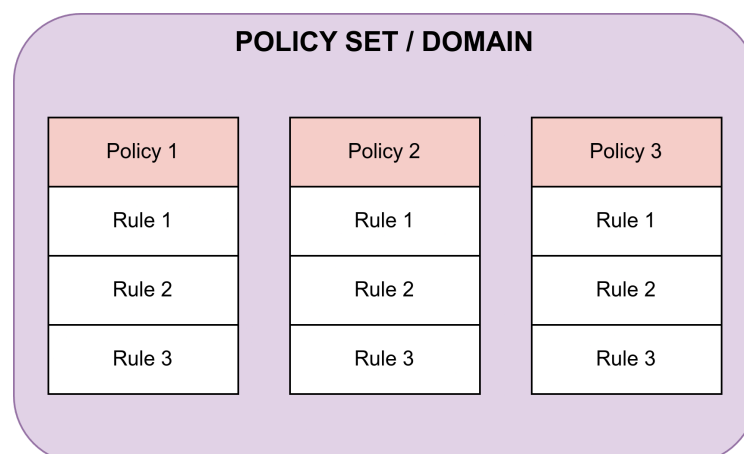 POLICY SET / DOMAIN
Policy 1
Rule 1
Rule 2
Rule 3
Policy 2
Rule 1
Rule 2
Rule 3
Policy 3
Rule 1
Rule 2
Rule 3